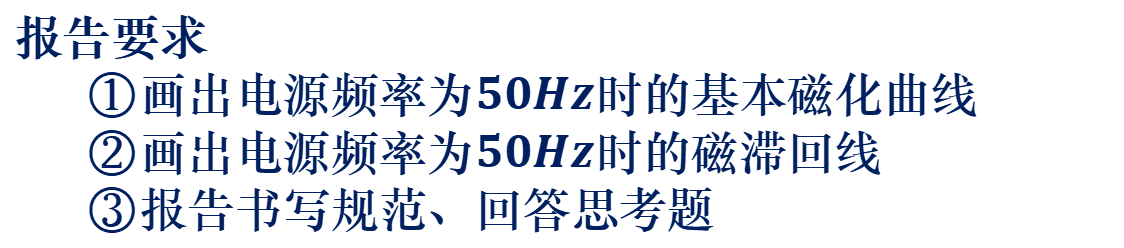 报告要求
①画出电源频率为50Hz时的基本磁化曲线
②画出电源频率为50Hz时的磁滞回线
③报告书写规范、回答思考题